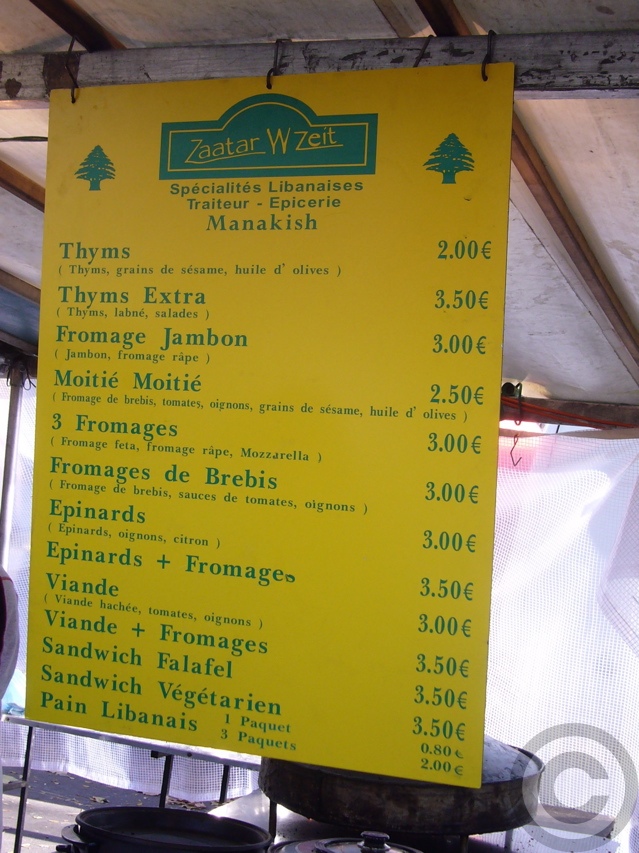 Zaatar W Zeit
Spécialités Libanaises
Traiteur - Epicerie
Manakish
Thyms 2.00€
( Thyms, grains de sésame, huile d' olives )
Thyms Extra 3.50€
( Thyms, labné, salades )
Fromage Jambon 3.00€
( Jambon, fromage râpe )
Moitié Moitié 2.50€
( Fromage de brebis, tomates, oignons, grains de sésame, huile d' olives )
3 Fromages 3.00€
( Fromage feta, fromage râpe, Mozzarella )
Fromages de Brebis 3.00€
( Fromage de brebis, sauces de tomates, oignons )
Epinards 3.00€
( Epinards, oignons, citron )
Epinards + Fromages 3.50€
Viande 3.00€
( Viande hachée, tomates, oignons )
Viande + Fromages 3.50€
Sandwich Falafel 3.50€
Sandwich Végétarien 3.50€
Pain Libanais 1 Paquet 0.80€
3 Paquets 2.00€
©